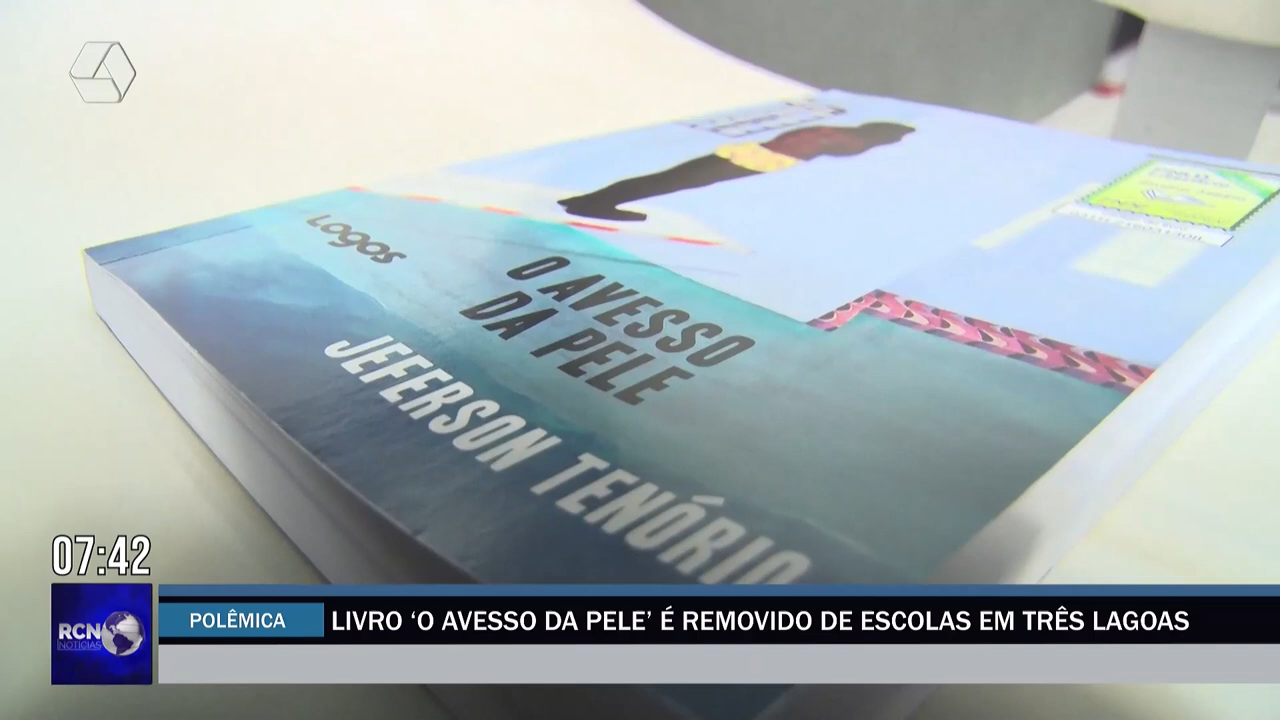 Logos
O AVESSO
DA PELE
JEFERSON TENÓRIO
07:42
RCN
NOTÍCIAS
POLÊMICA
LIVRO ‘O AVESSO DA PELE’ É REMOVIDO DE ESCOLAS EM TRÊS LAGOAS